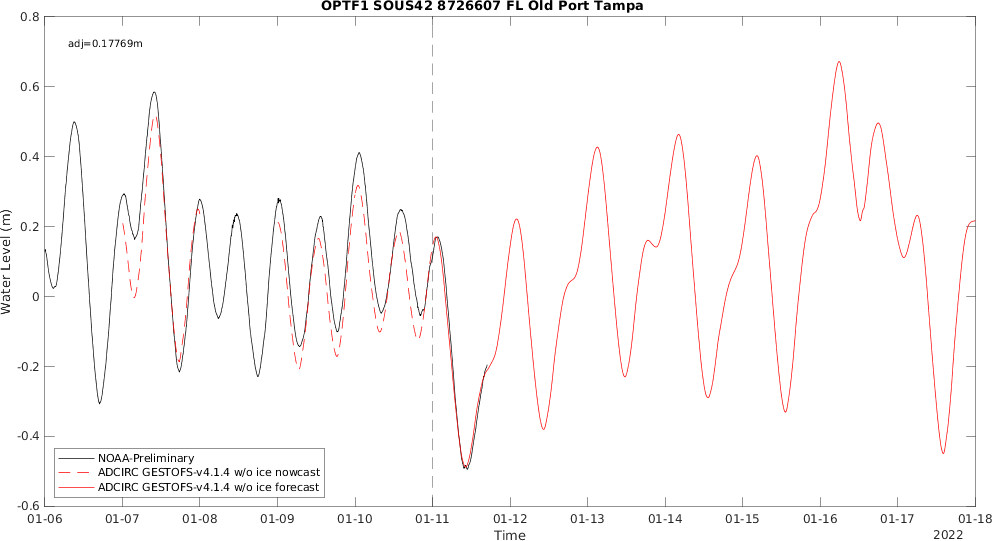 OPTF1 SOUS42 8726607 FL Old Port Tampa
adj=0.17769m
0.8
0.6
0.4
0.2
0
-0.2
-0.4
-0.6
Water Level (m)
NOAA-Preliminary
ADCIRC GESTOFS-v4.1.4 w/o ice nowcast
ADCIRC GESTOFS-v4.1.4 w/o ice forecast
01-06 01-07 01-08 01-09 01-10 01-11 01-12 01-13 01-14 01-15 01-16 01-17 01-18
Time
2022